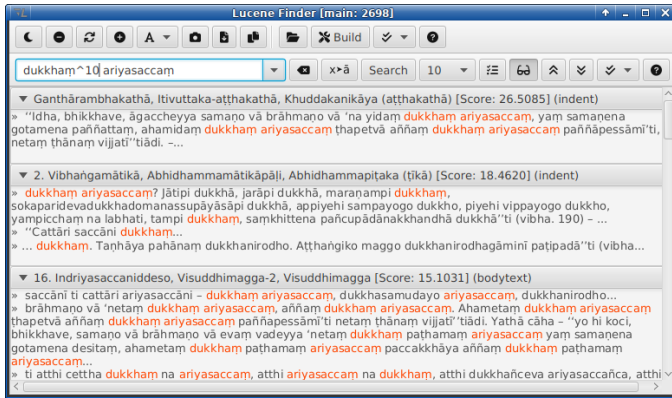 Lucene Finder [main: 2698]
A Build
dukkhaṃ^10 ariyasaccaṃ x>ā Search 10
Ganthārambhakathā, Itivuttaka-aṭṭhakathā, Khuddakanikāya (aṭṭhakathā) [Score: 26.5085] (indent)
» ‘‘Idha, bhikkhave, āgaccheyya samaṇo vā brāhmaṇo vā ‘na yidaṃ dukkhaṃ ariyasaccaṃ, yaṃ samaṇena
gotamena paññattaṃ, ahamidaṃ dukkhaṃ ariyasaccaṃ ṭhapetvā aññaṃ dukkhaṃ ariyasaccaṃ paññāpessāmī’ti,
netaṃ ṭhānaṃ vijjatī’’tiādi. –...
2. Vibhaṅgamātikā, Abhidhammamātikāpāḷi, Abhidhammapiṭaka (ṭīkā) [Score: 18.4620] (indent)
» dukkhaṃ ariyasaccaṃ? Jātipi dukkhā, jarāpi dukkhā, maraṇampi dukkhaṃ,
sokaparidevadukkhadomanassupāyāsāpi dukkhā, appiyehi sampayogo dukkho, piyehi vippayogo dukkho,
yampicchaṃ na labhati, tampi dukkhaṃ, saṃkhittena pañcupādānakkhandhā dukkhā’’ti (vibha. 190) – ...
» ‘‘Cattāri saccāni dukkhaṃ...
» ... dukkhaṃ. Taṇhāya pahānaṃ dukkhanirodho. Aṭṭhaṅgiko maggo dukkhanirodhagāminī paṭipadā’’ti (vibha...
16. Indriyasaccaniddeso, Visuddhimagga-2, Visuddhimagga [Score: 15.1031] (bodytext)
» saccānī ti cattāri ariyasaccāni – dukkhaṃ ariyasaccaṃ, dukkhasamudayo ariyasaccaṃ, dukkhanirodho...
» brāhmaṇo vā ‘netaṃ dukkhaṃ ariyasaccaṃ, aññaṃ dukkhaṃ ariyasaccaṃ. Ahametaṃ dukkhaṃ ariyasaccaṃ
ṭhapetvā aññaṃ dukkhaṃ ariyasaccaṃ paññapessāmī’ti netaṃ ṭhānaṃ vijjatī’’tiādi. Yathā cāha – ‘‘yo hi koci,
bhikkhave, samaṇo vā brāhmaṇo vā evaṃ vadeyya ‘netaṃ dukkhaṃ paṭhamaṃ ariyasaccaṃ yaṃ samaṇena
gotamena desitaṃ, ahametaṃ dukkhaṃ paṭhamaṃ ariyasaccaṃ paccakkhāya aññaṃ dukkhaṃ paṭhamaṃ
ariyasaccaṃ...
» ti atthi cettha dukkhaṃ na ariyasaccaṃ, atthi ariyasaccaṃ na dukkhaṃ, atthi dukkhañceva ariyasaccañca, atthi